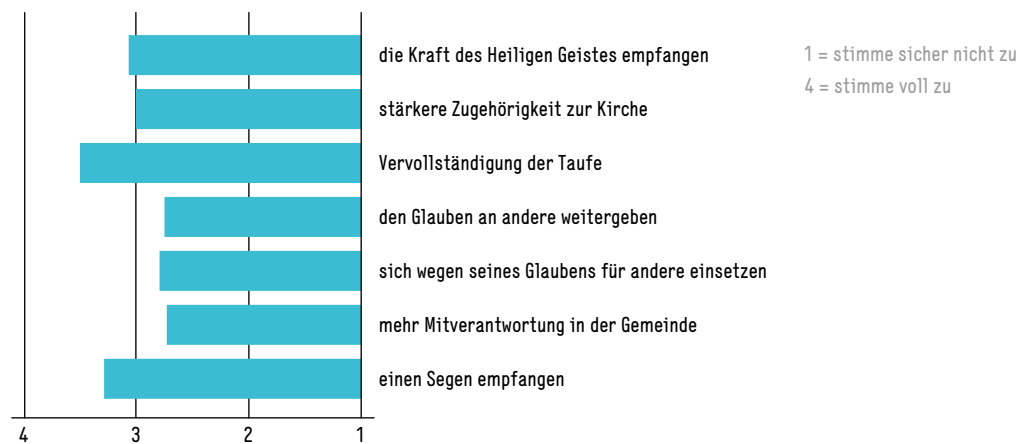 die Kraft des Heiligen Geistes empfangen
1 = stimme sicher nicht zu
4 = stimme voll zu
stärkere Zugehörigkeit zur Kirche
Vervollständigung der Taufe
den Glauben an andere weitergeben
sich wegen seines Glaubens für andere einsetzen
mehr Mitverantwortung in der Gemeinde
einen Segen empfangen
4 3 2 1